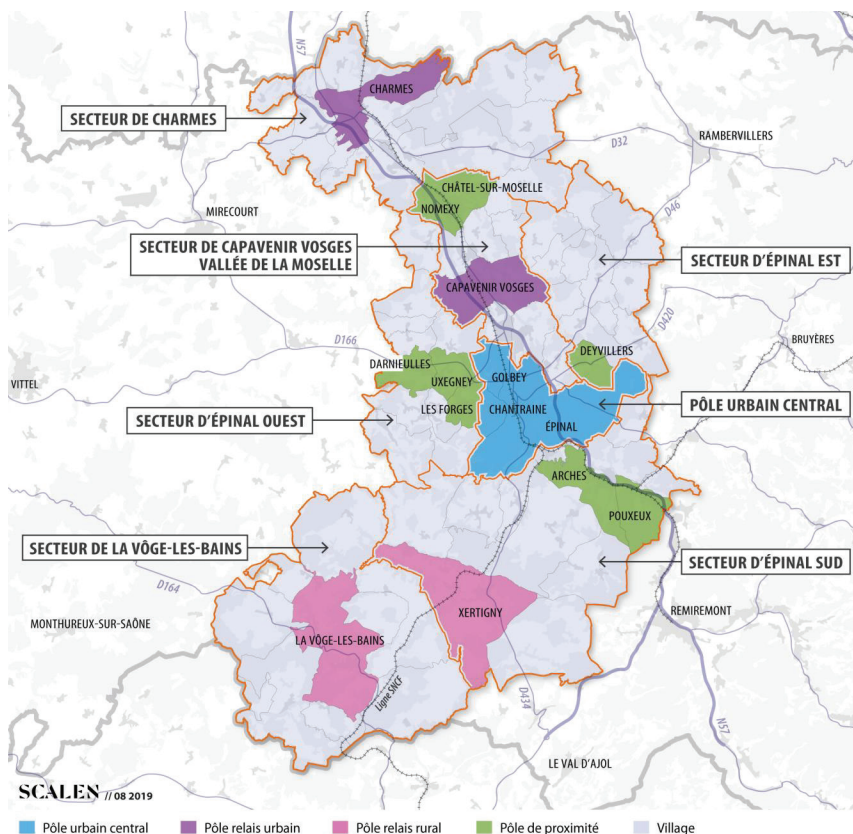 N57
CHARMES
SECTEUR DE CHARMES
D32
RAMBERVILLERS
CHÂTEL-SUR-MOSELLE
NOMEXY
MIRECOURT
D46
SECTEUR DE CAPAVENIR VOSGES
VALLÉE DE LA MOSELLE
SECTEUR D'ÉPINAL EST
CAPAVENIR VOSGES
D420
BRUYÈRES
D166
DEYVILLERS
DARNIEULLES
GOLBEY
UXEGNEY
VITTEL
LES FORGES
CHANTRAINE
PÔLE URBAIN CENTRAL
SECTEUR D'ÉPINAL OUEST
ÉPINAL
ARCHES
POUXEUX
SECTEUR DE LA VÔGE-LES-BAINS
SECTEUR D'ÉPINAL SUD
D164
XERTIGNY
REMIREMONT
MONTHUREUX-SUR-SAÔNE
LA VÔGE-LES-BAINS
Ligne SNCF
D434
N57
LE VAL D'AJOL
SCALEN // 08 2019
Pôle urbain central
Pôle relais urbain
Pôle relais rural
Pôle de proximité
Village